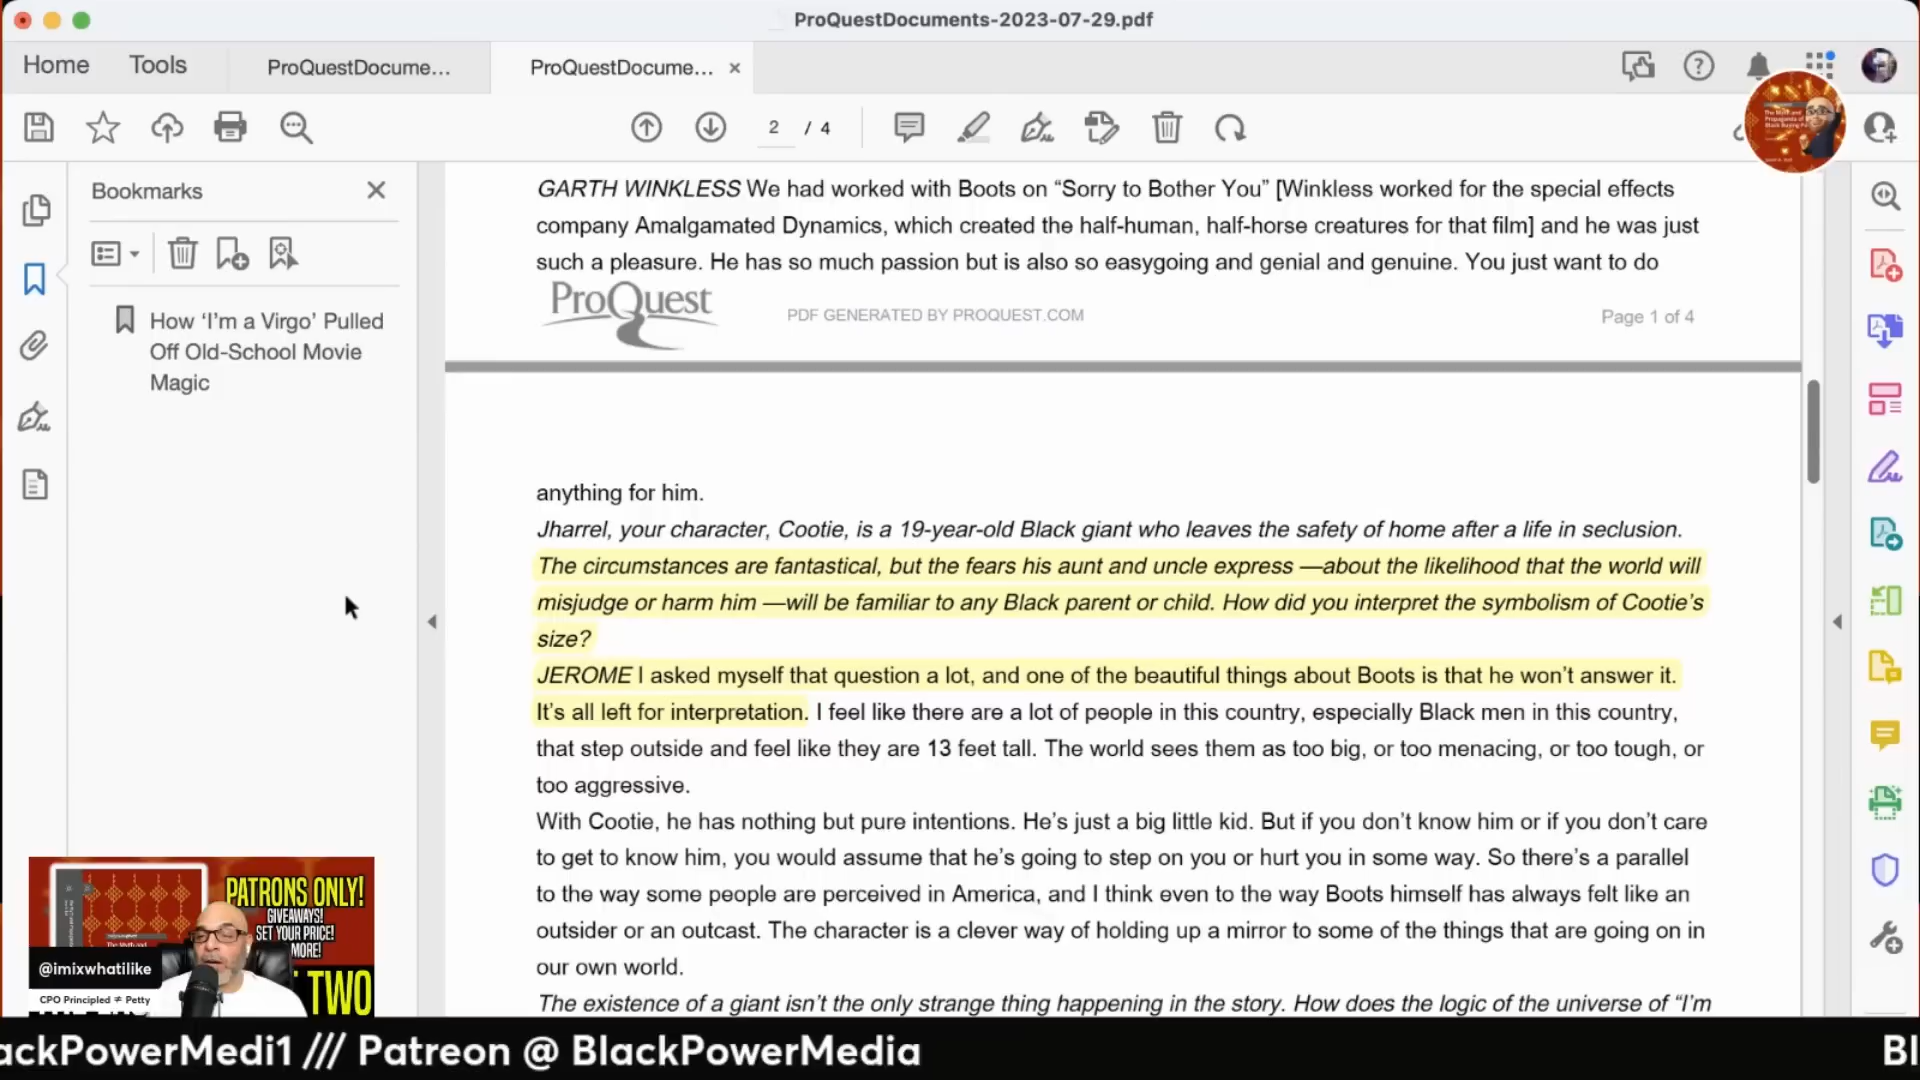 ProQuestDocuments-2023-07-29.pdf
Home
Tools
ProQuestDocume...
ProQuestDocume...
2 / 4
Bookmarks
How ‘I’m a Virgo’ Pulled
Off Old-School Movie
Magic
GARTH WINKLESS We had worked with Boots on “Sorry to Bother You” [Winkless worked for the special effects
company Amalgamated Dynamics, which created the half-human, half-horse creatures for that film] and he was just
such a pleasure. He has so much passion but is also so easygoing and genial and genuine. You just want to do
ProQuest
PDF GENERATED BY PROQUEST.COM
Page 1 of 4
anything for him.
Jharrel, your character, Cootie, is a 19-year-old Black giant who leaves the safety of home after a life in seclusion.
The circumstances are fantastical, but the fears his aunt and uncle express —about the likelihood that the world will
misjudge or harm him —will be familiar to any Black parent or child. How did you interpret the symbolism of Cootie’s
size?
JEROME I asked myself that question a lot, and one of the beautiful things about Boots is that he won’t answer it.
It’s all left for interpretation. I feel like there are a lot of people in this country, especially Black men in this country,
that step outside and feel like they are 13 feet tall. The world sees them as too big, or too menacing, or too tough, or
too aggressive.
With Cootie, he has nothing but pure intentions. He’s just a big little kid. But if you don’t know him or if you don’t care
to get to know him, you would assume that he’s going to step on you or hurt you in some way. So there’s a parallel
to the way some people are perceived in America, and I think even to the way Boots himself has always felt like an
outsider or an outcast. The character is a clever way of holding up a mirror to some of the things that are going on in
our own world.
The existence of a giant isn’t the only strange thing happening in the story. How does the logic of the universe of “I’m
PATRONS ONLY!
GIVEAWAYS!
SET YOUR PRICE!
MORE!
TWO
@imixwhatilike
CPO Principled ≠ Petty
ackPowerMedi1 /// Patreon @ BlackPowerMedia
Bl